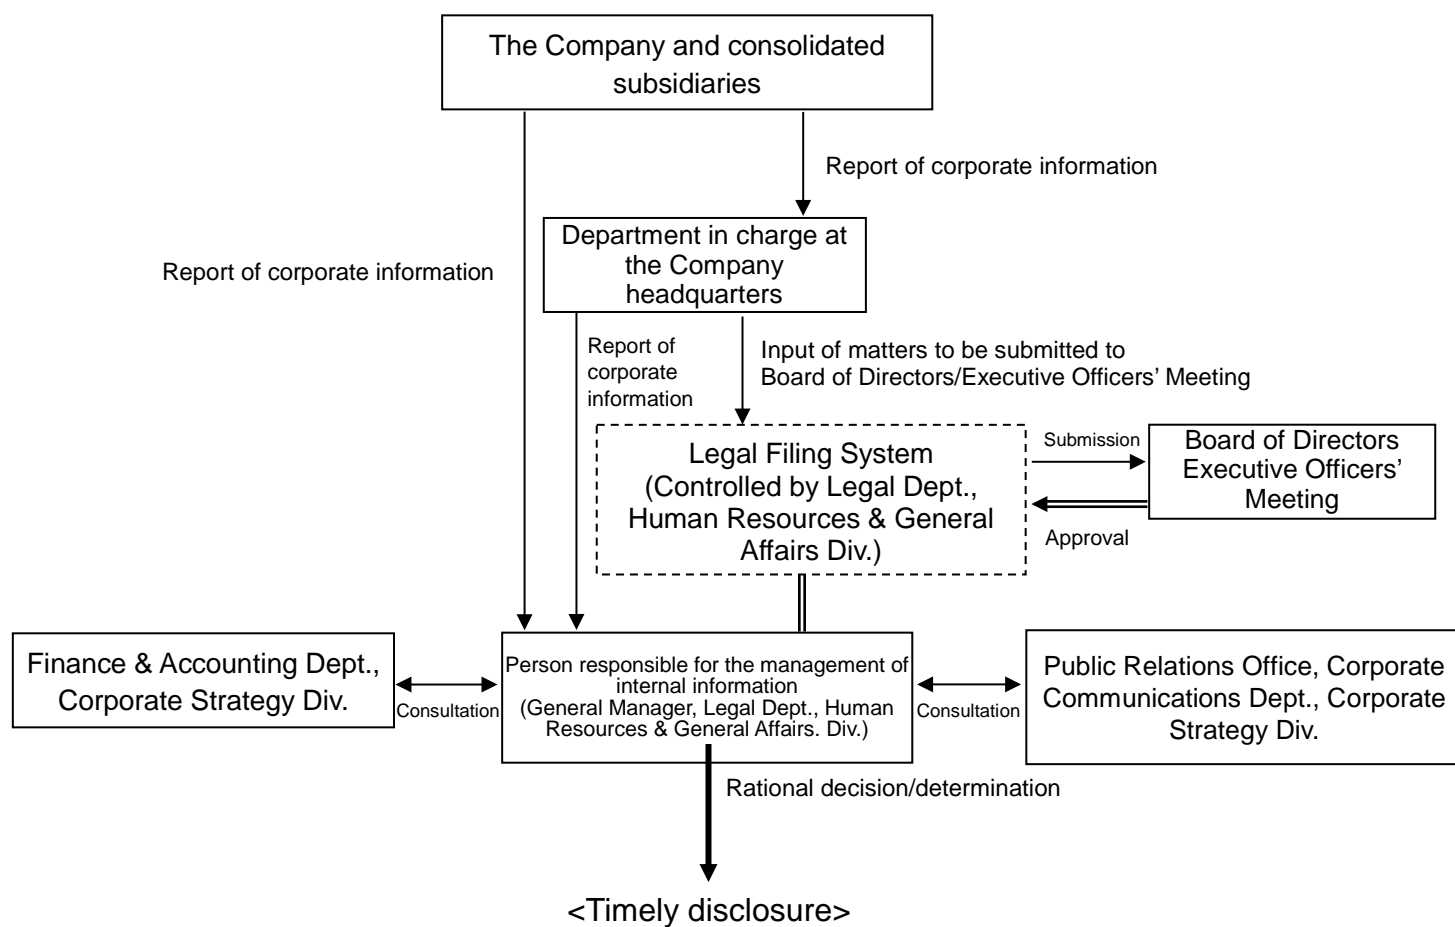 The Company and consolidated
subsidiaries
Report of corporate information
Department in charge at
the Company
headquarters
Report of corporate information
Report of
corporate
information
Input of matters to be submitted to
Board of Directors/Executive Officers’ Meeting
Legal Filing System
(Controlled by Legal Dept.,
Human Resources & General
Affairs Div.)
Submission
Approval
Board of Directors
Executive Officers’
Meeting
Finance & Accounting Dept.,
Corporate Strategy Div.
Consultation
Person responsible for the management of
internal information
(General Manager, Legal Dept., Human
Resources & General Affairs. Div.)
Consultation
Public Relations Office, Corporate
Communications Dept., Corporate
Strategy Div.
Rational decision/determination
<Timely disclosure>